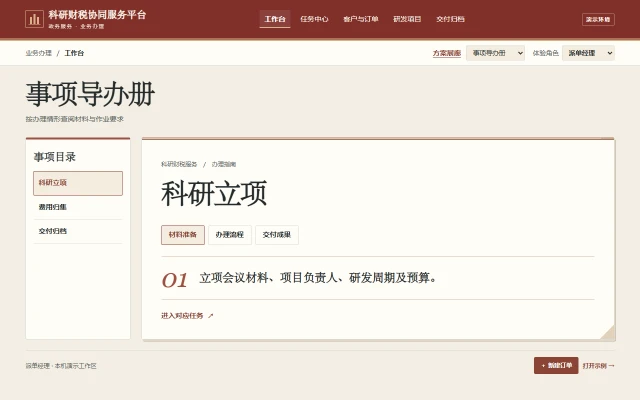 科研财税协同服务平台
政务服务 · 业务办理
工作台 任务中心 客户与订单 研发项目 交付归档
演示环境
业务办理 / 工作台
方案展廊 事项导办册 体验角色 派单经理
事项导办册
按办理情形查阅材料与作业要求
事项目录
科研立项
费用归集
交付归档
科研财税服务 / 办理指南
科研立项
材料准备 办理流程 交付成果
01 立项会议材料、项目负责人、研发周期及预算。
进入对应任务 ↗
派单经理 · 本机演示工作区
+ 新建订单 打开示例 →